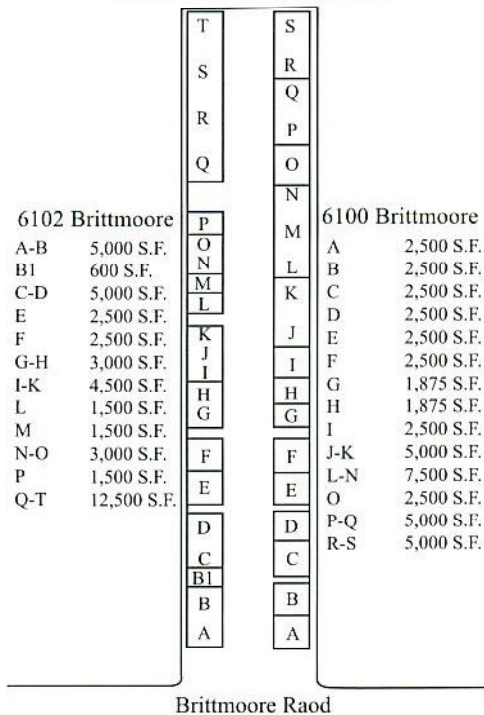 T
S
R
Q
P
O
N
M
L
K
J
I
H
G
F
E
D
C
B1
B
A
S
R
Q
P
O
N
M
L
K
J
I
H
G
F
E
D
C
B
A
6102 Brittmoore
A-B 5,000 S.F.
B1 600 S.F.
C-D 5,000 S.F.
E 2,500 S.F.
F 2,500 S.F.
G-H 3,000 S.F.
I-K 4,500 S.F.
L 1,500 S.F.
M 1,500 S.F.
N-O 3,000 S.F.
P 1,500 S.F.
Q-T 12,500 S.F.
6100 Brittmoore
A 2,500 S.F.
B 2,500 S.F.
C 2,500 S.F.
D 2,500 S.F.
E 2,500 S.F.
F 2,500 S.F.
G 1,875 S.F.
H 1,875 S.F.
I 2,500 S.F.
J-K 5,000 S.F.
L-N 7,500 S.F.
O 2,500 S.F.
P-Q 5,000 S.F.
R-S 5,000 S.F.
Brittmoore Raod